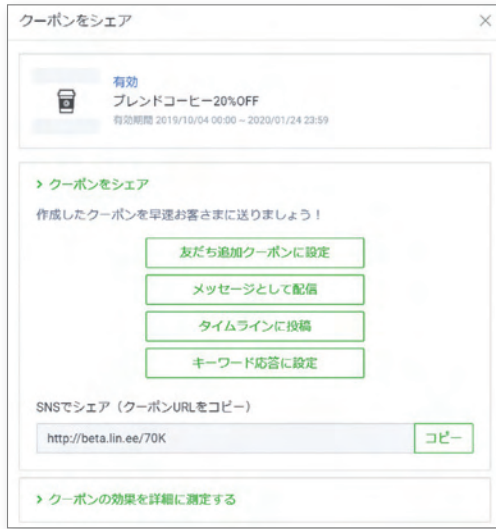 クーポンをシェア
有効
ブレンドコーヒー20%OFF
有効期間 2019/10/04 00:00 ~ 2020/01/24 23:59
クーポンをシェア
作成したクーポンを早速お客さまに送りましょう!
友だち追加クーポンに設定
メッセージとして配信
タイムラインに投稿
キーワード応答に設定
SNSでシェア(クーポンURLをコピー)
http://beta.lin.ee/70K
コピー
クーポンの効果を詳細に測定する